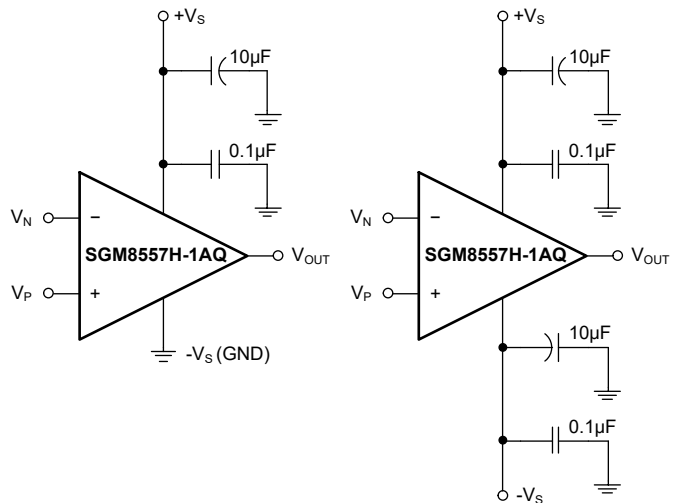 +VS
10µF
0.1µF
VN
−
SGM8557H-1AQ
VOUT
VP
+
-VS (GND)
+VS
10µF
0.1µF
VN
−
SGM8557H-1AQ
VOUT
VP
+
10µF
0.1µF
-VS